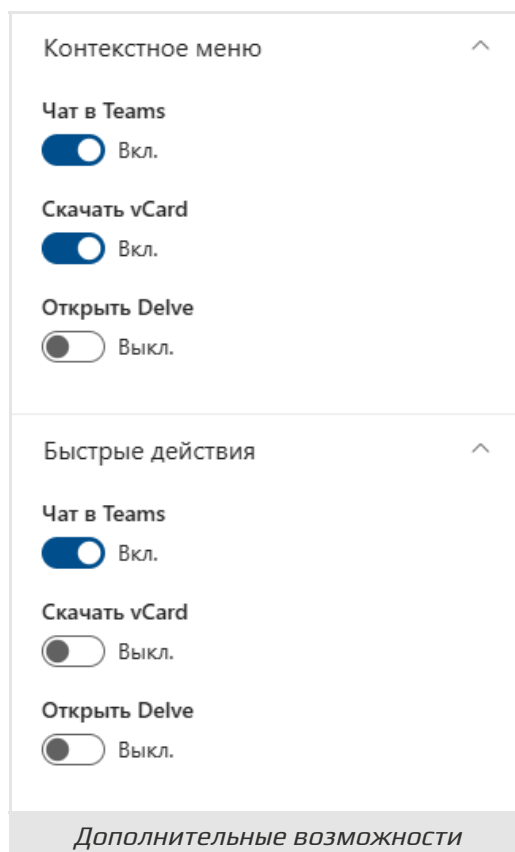 Контекстное меню
Чат в Teams
Вкл.
Скачать vCard
Вкл.
Открыть Delve
Выкл.
Быстрые действия
Чат в Teams
Вкл.
Скачать vCard
Выкл.
Открыть Delve
Выкл.
Дополнительные возможности